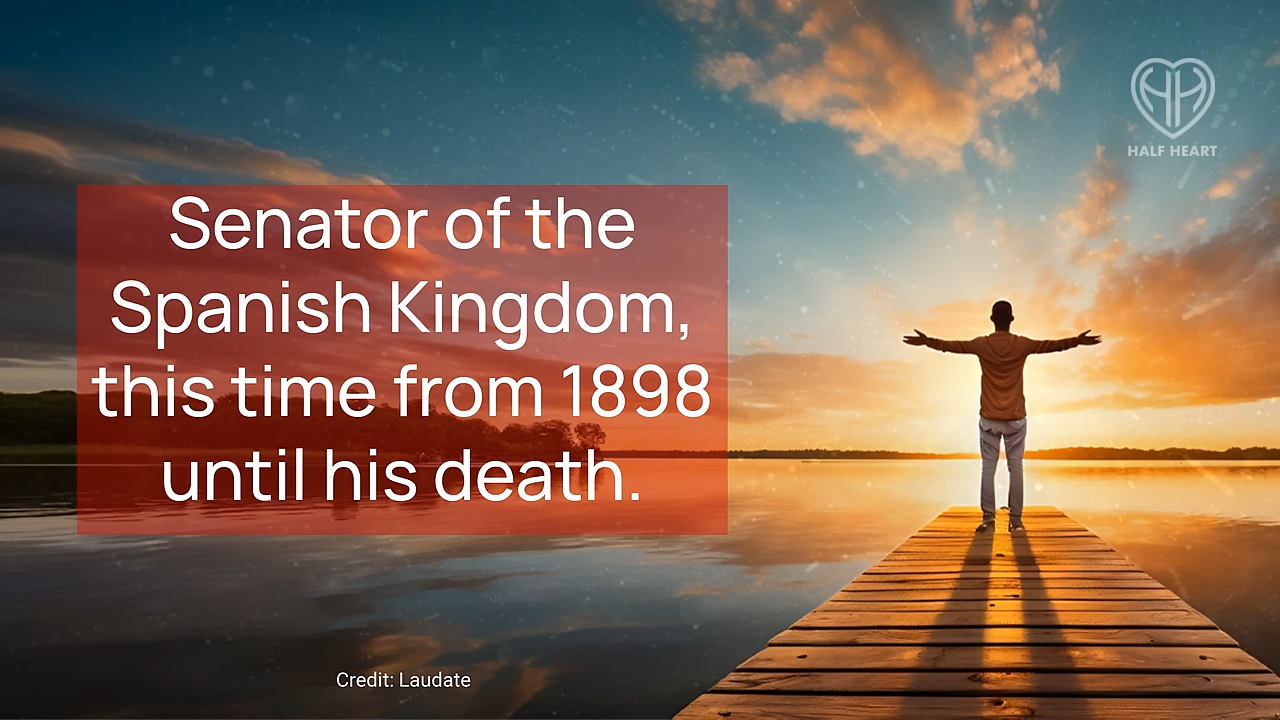 HALF HEART
Senator of the
Spanish Kingdom,
this time from 1898
until his death.
Credit: Laudate